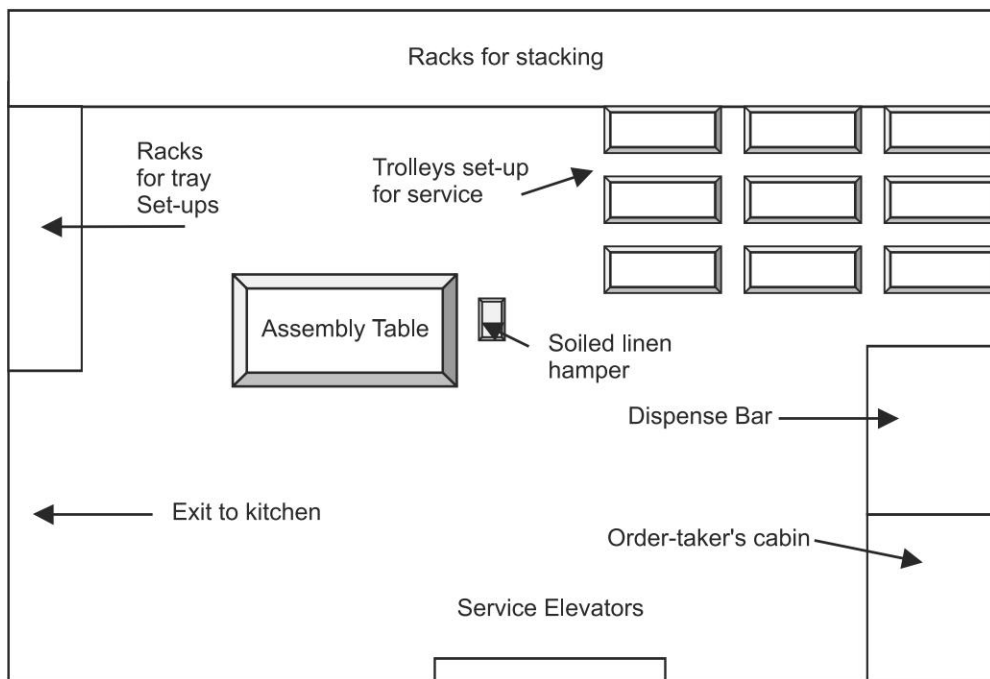 Racks for stacking
Racks
for tray
Set-ups
Trolleys set-up
for service
Assembly Table
Soiled linen
hamper
Dispense Bar
Exit to kitchen
Order-taker's cabin
Service Elevators